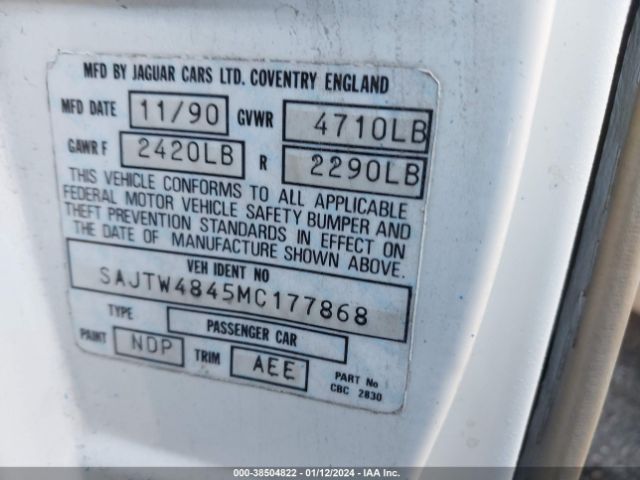 MFD BY JAGUAR CARS LTD. COVENTRY ENGLAND
MFD DATE 11/90 GVWR 4710LB
GAWR F 2420LB R 2290LB
THIS VEHICLE CONFORMS TO ALL APPLICABLE
FEDERAL MOTOR VEHICLE SAFETY BUMPER AND
THEFT PREVENTION STANDARDS IN EFFECT ON
THE DATE OF MANUFACTURE SHOWN ABOVE.
VEH IDENT NO
SAJTW4845MC177868
TYPE PASSENGER CAR
PAINT NDP TRIM AEE
PART No
CBC 2830
000-38504822 - 01/12/2024 - IAA Inc.